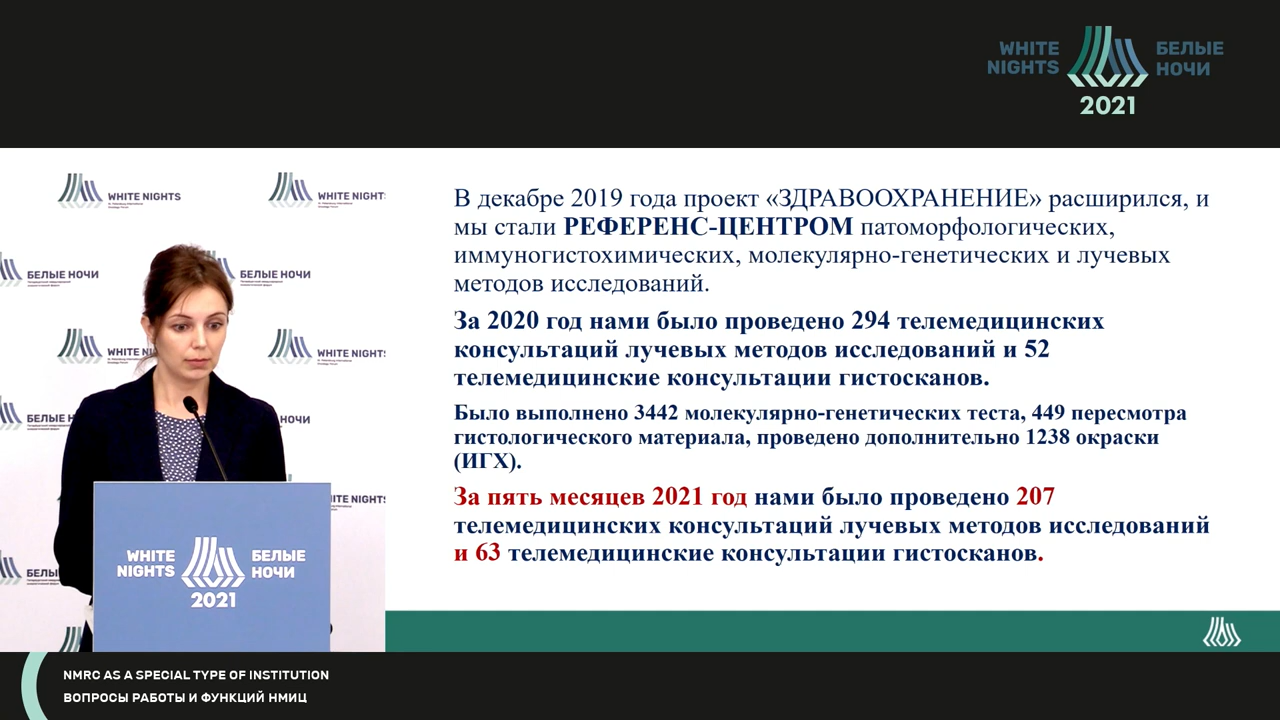 WHITE
NIGHTS
БЕЛЫЕ
НОЧИ
2021
WHITE NIGHTS
WHITE NIGHTS
БЕЛЫЕ НОЧИ
БЕЛЫЕ НОЧИ
WHITE NI
WHITE NIGHTS
БЕЛЫЕ НО
WHITE
NIGHTS
БЕЛЫЕ
НОЧИ
2021
В декабре 2019 года проект «ЗДРАВООХРАНЕНИЕ» расширился, и
мы стали РЕФЕРЕНС-ЦЕНТРОМ патоморфологических,
иммуногистохимических, молекулярно-генетических и лучевых
методов исследований.
За 2020 год нами было проведено 294 телемедицинских
консультаций лучевых методов исследований и 52
телемедицинские консультации гистосканов.
Было выполнено 3442 молекулярно-генетических теста, 449 пересмотра
гистологического материала, проведено дополнительно 1238 окраски
(ИГХ).
За пять месяцев 2021 год нами было проведено 207
телемедицинских консультаций лучевых методов исследований
и 63 телемедицинские консультации гистосканов.
NMRC AS A SPECIAL TYPE OF INSTITUTION
ВОПРОСЫ РАБОТЫ И ФУНКЦИЙ НМИЦ